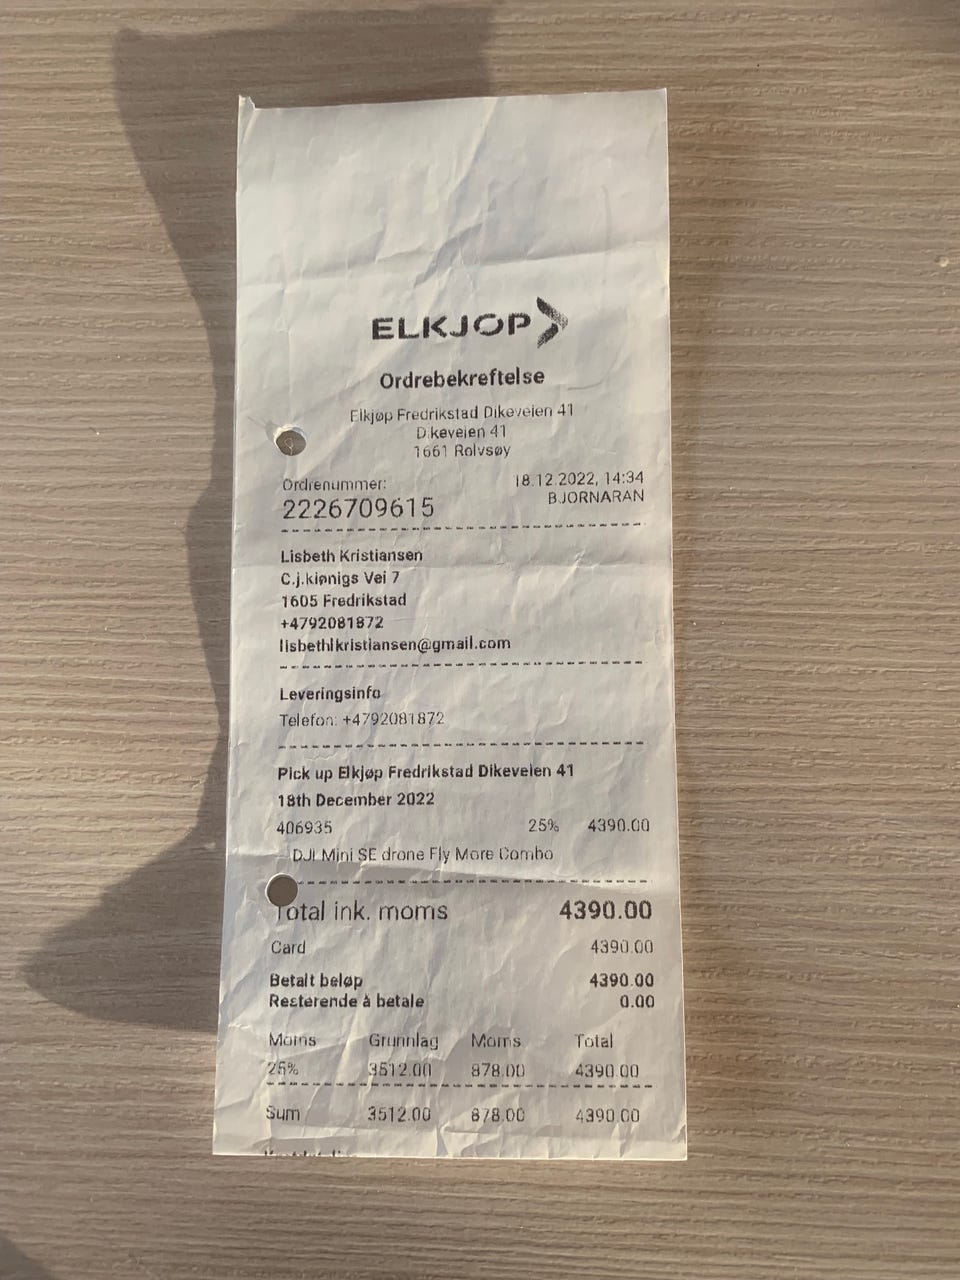 ELKJØP
Ordrebekreftelse
Elkjøp Fredrikstad Dikeveien 41
Dikeveien 41
1661 Rolvsøy
Ordrenummer:
18.12.2022, 14:34
2226709615
BJORNARAN
Lisbeth Kristiansen
C.j.kiønigs Vei 7
1605 Fredrikstad
+4792081872
lisbethlkristiansen@gmail.com
Leveringsinfo
Telefon: +4792081872
Pick up Elkjøp Fredrikstad Dikeveien 41
18th December 2022
406935 25% 4390.00
DJI Mini SE drone Fly More Combo
Total ink. moms 4390.00
Card 4390.00
Betalt beløp 4390.00
Resterende å betale 0.00
Moms Grunnlag Moms Total
25% 3512.00 878.00 4390.00
Sum 3512.00 878.00 4390.00